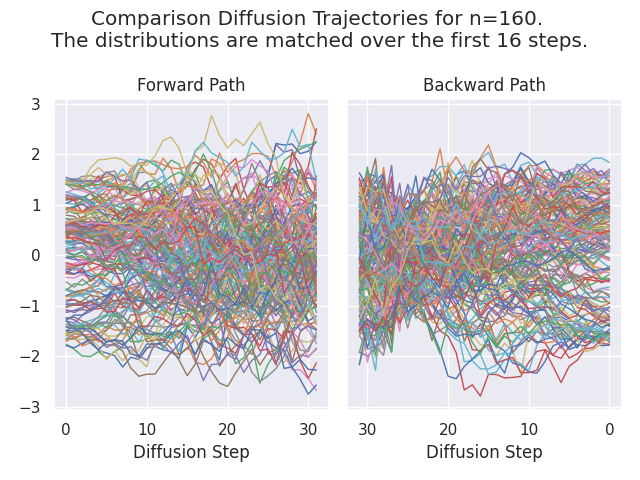 Comparison Diffusion Trajectories for n=160.
The distributions are matched over the first 16 steps.
Forward Path
Backward Path
3
2
1
0
−1
−2
−3
0 10 20 30
30 20 10 0
Diffusion Step
Diffusion Step